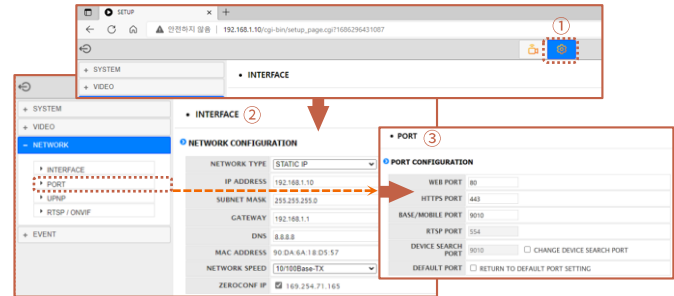 SETUP
안전하지 않음 | 192.168.1.10/cgi-bin/setup_page.cgi?1686296431087
①
+ SYSTEM
+ VIDEO
• INTERFACE
+ SYSTEM
+ VIDEO
− NETWORK
INTERFACE
PORT
UPNP
RTSP / ONVIF
+ EVENT
• INTERFACE ②
NETWORK CONFIGURATION
NETWORK TYPE STATIC IP
IP ADDRESS 192.168.1.10
SUBNET MASK 255.255.255.0
GATEWAY 192.168.1.1
DNS 8.8.8.8
MAC ADDRESS 90:DA:6A:18:D5:57
NETWORK SPEED 10/100Base-TX
ZEROCONF IP 169.254.71.165
• PORT ③
PORT CONFIGURATION
WEB PORT 80
HTTPS PORT 443
BASE/MOBILE PORT 9010
RTSP PORT 554
DEVICE SEARCH PORT 9010 CHANGE DEVICE SEARCH PORT
DEFAULT PORT RETURN TO DEFAULT PORT SETTING